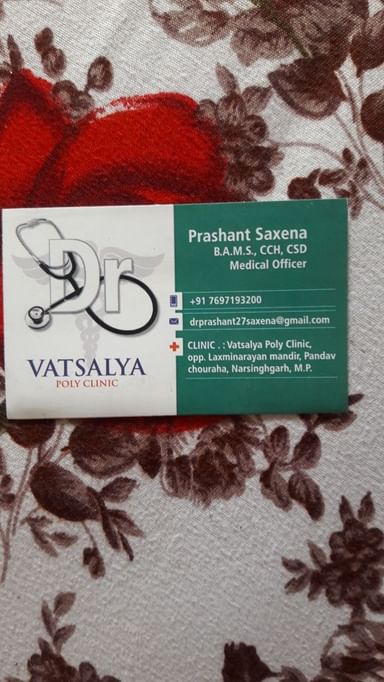 Dr
VATSALYA
POLY CLINIC
Prashant Saxena
B.A.M.S., CCH, CSD
Medical Officer
+91 7697193200
drprashant27saxena@gmail.com
CLINIC . : Vatsalya Poly Clinic,
opp. Laxminarayan mandir, Pandav
chouraha, Narsinghgarh, M.P.